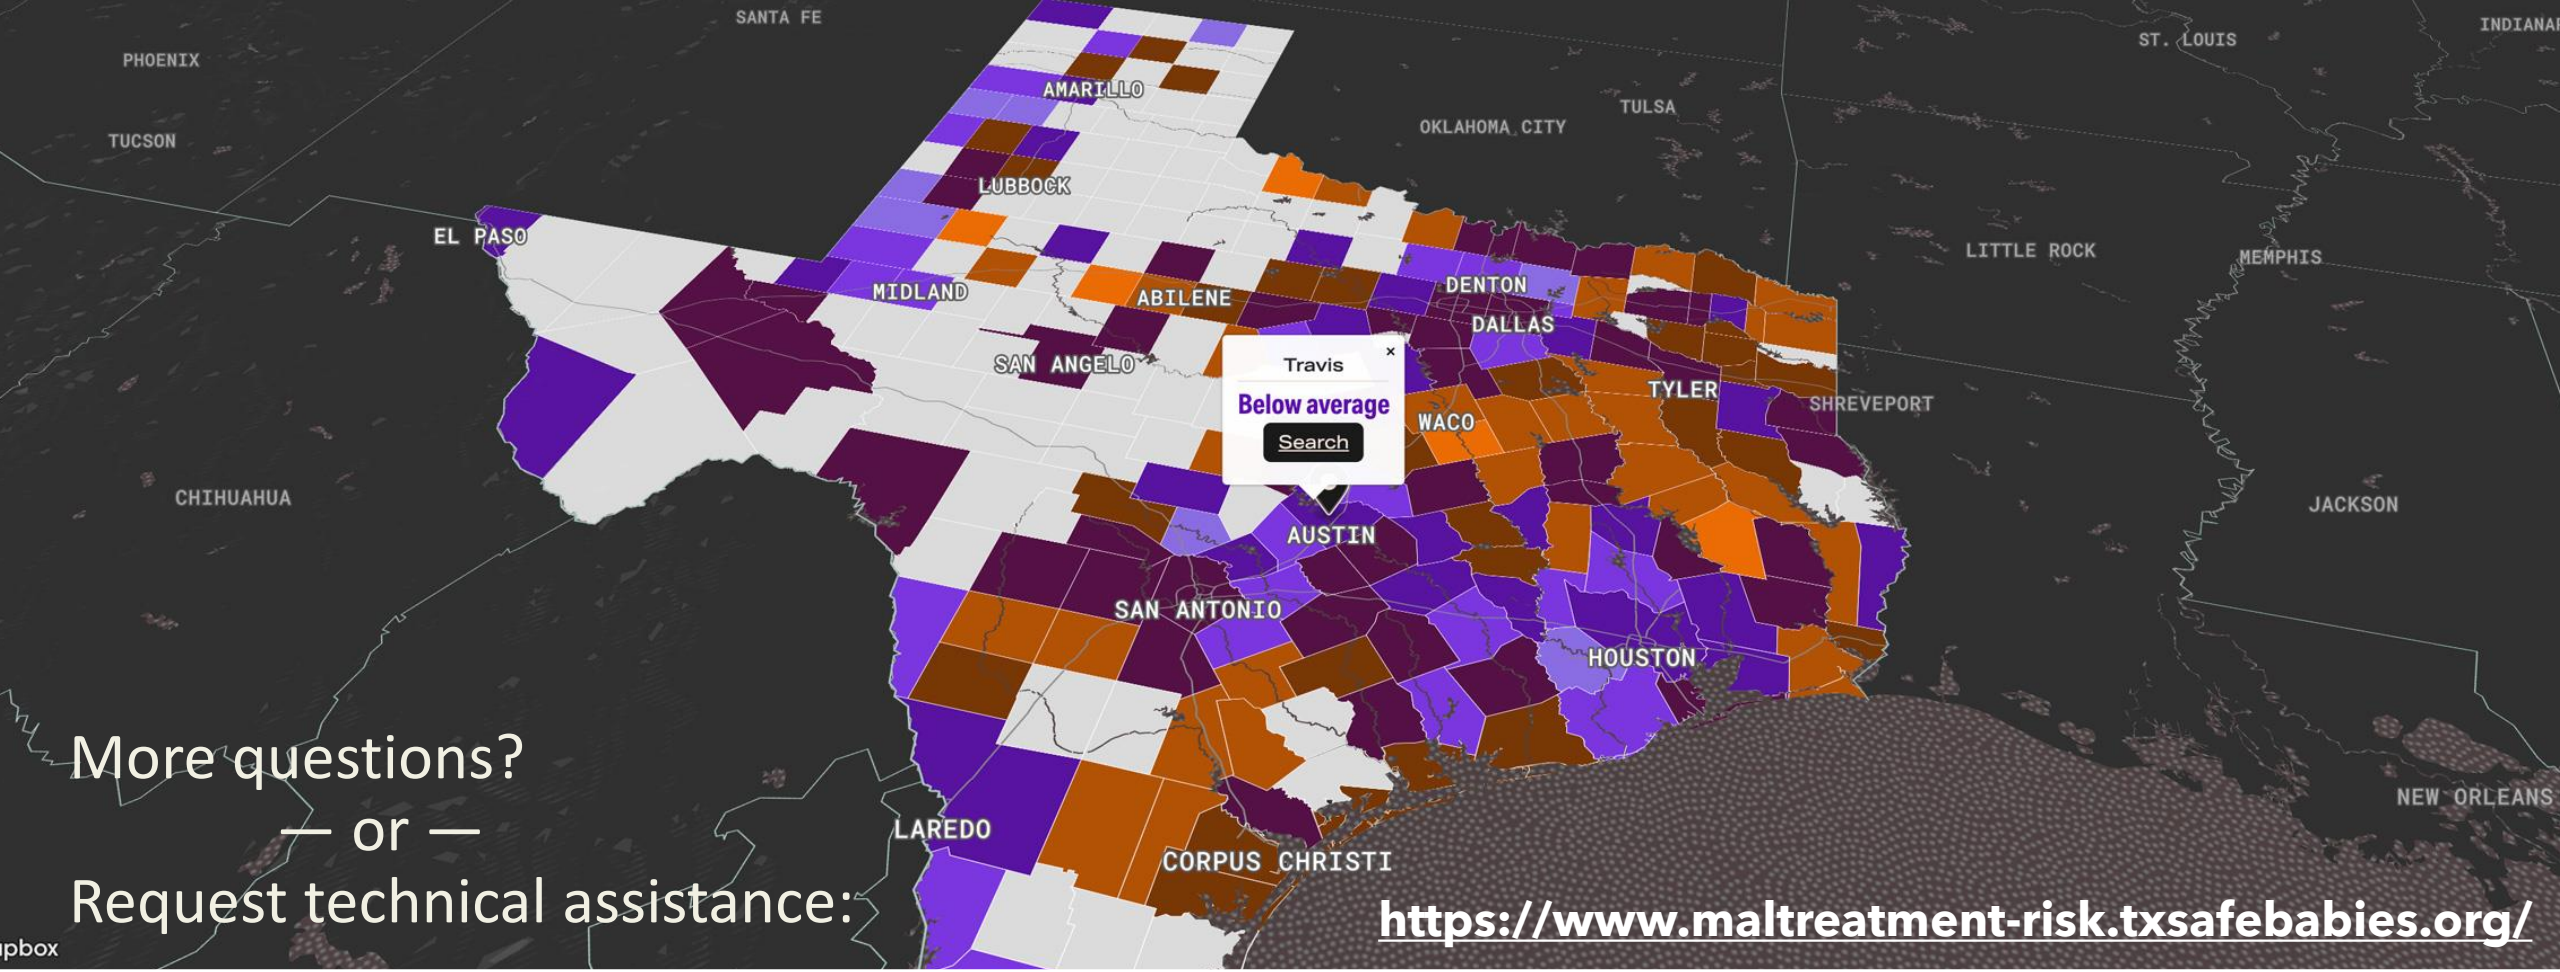 SANTA FE
INDIANAP
ST. LOUIS
PHOENIX
AMARILLO
TULSA
OKLAHOMA CITY
TUCSON
LUBBOCK
EL PASO
LITTLE ROCK
MEMPHIS
MIDLAND
ABILENE
DENTON
DALLAS
SAN ANGELO
Travis
×
Below average
Search
TYLER
SHREVEPORT
WACO
CHIHUAHUA
JACKSON
AUSTIN
SAN ANTONIO
HOUSTON
More questions?
— or —
Request technical assistance:
LAREDO
CORPUS CHRISTI
NEW ORLEANS
https://www.maltreatment-risk.txsafebabies.org/
apbox